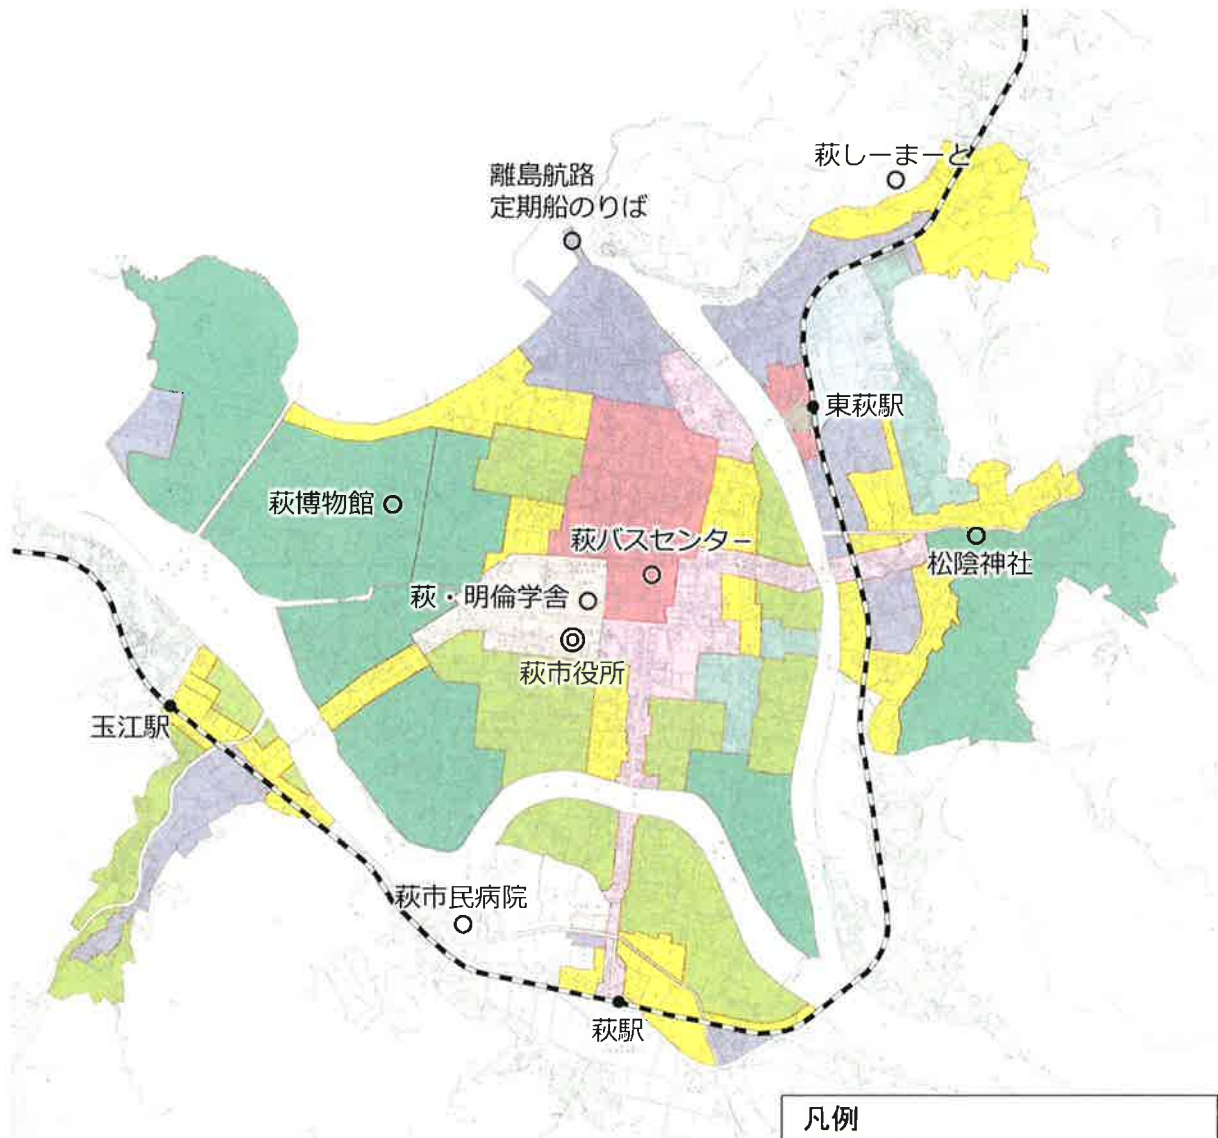 萩しーまーと
離島航路
定期船のりば
東萩駅
萩博物館
萩バスセンター
松陰神社
萩・明倫学舎
萩市役所
玉江駅
萩市民病院
萩駅
凡例